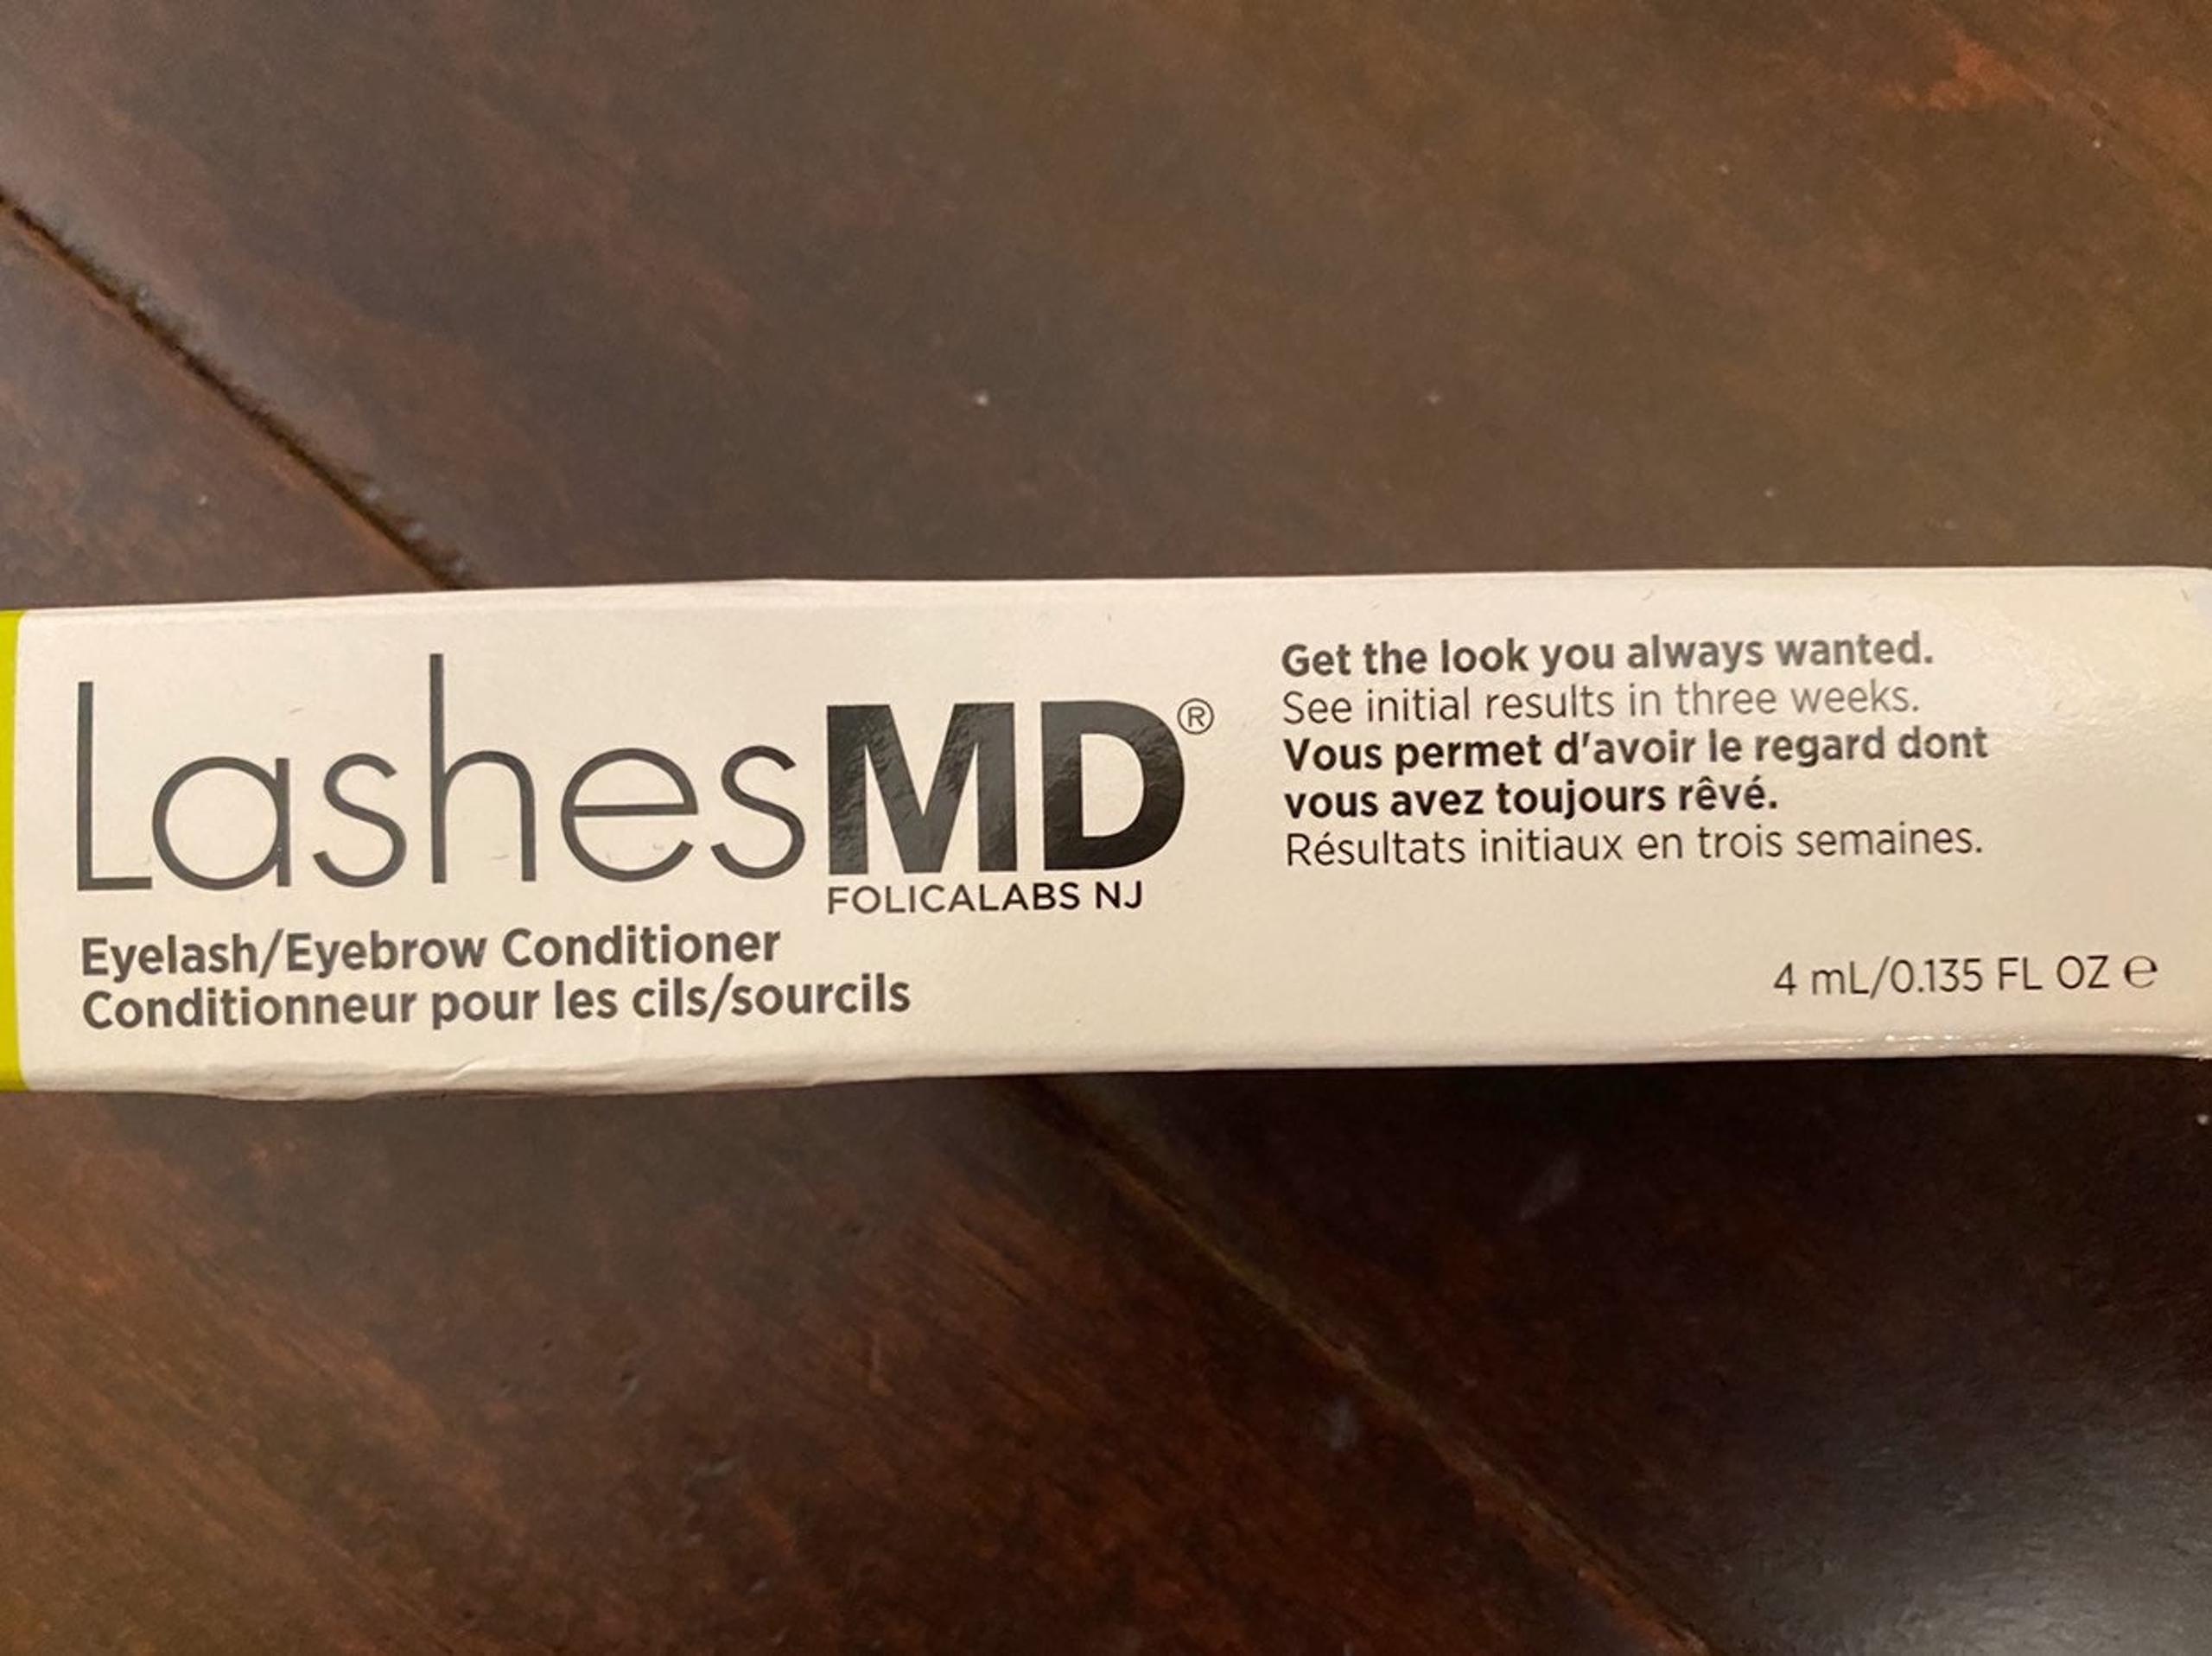 LashesMD®
FOLICALABS NJ
Eyelash/Eyebrow Conditioner
Conditionneur pour les cils/sourcils
Get the look you always wanted.
See initial results in three weeks.
Vous permet d'avoir le regard dont
vous avez toujours rêvé.
Résultats initiaux en trois semaines.
4 mL/0.135 FL OZ ℮